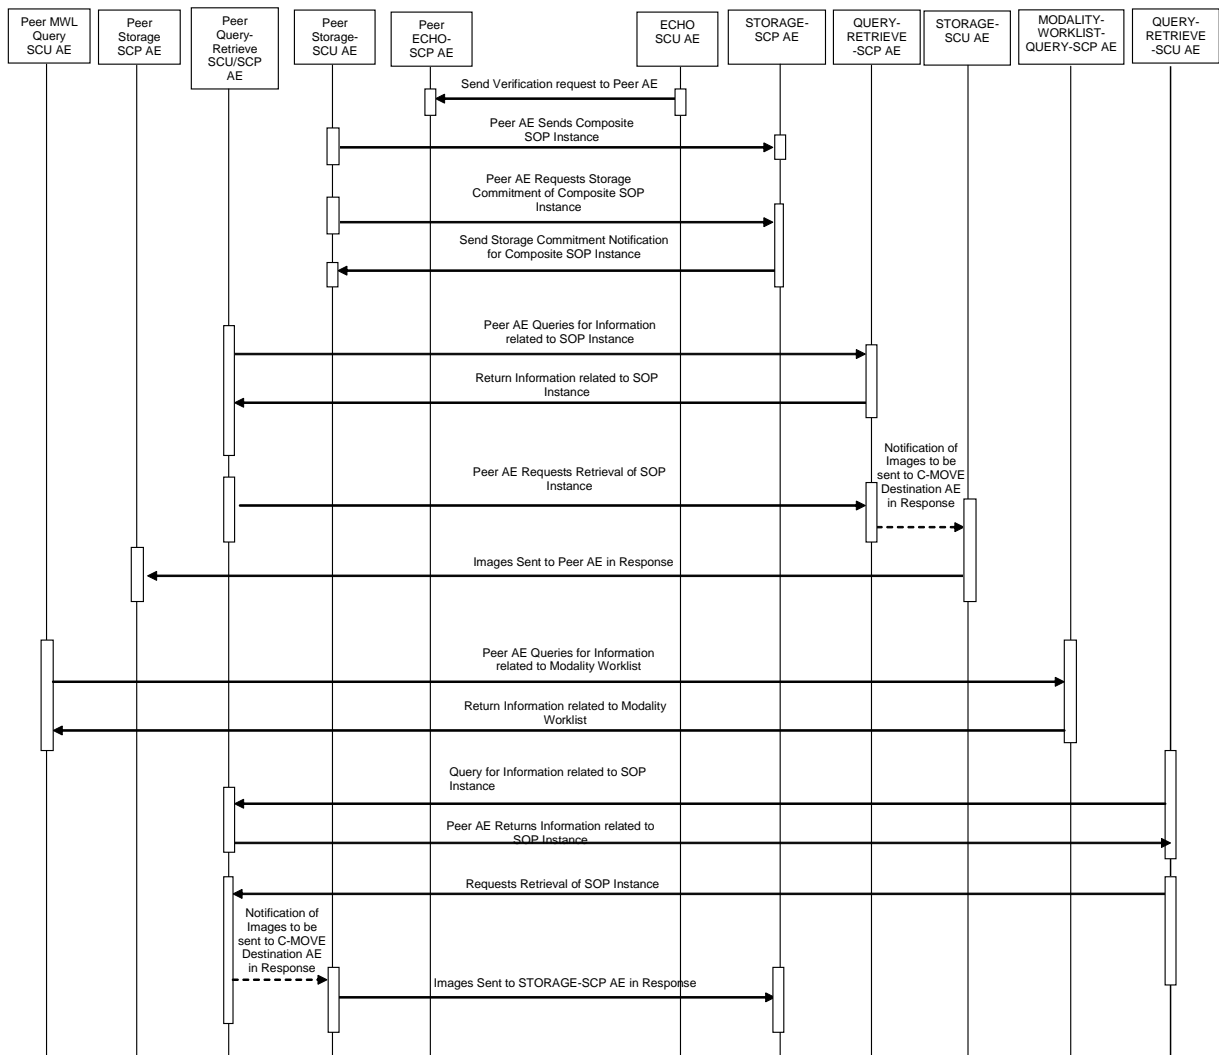 Peer MWL
Query
SCU AE
Peer
Storage
SCP AE
Peer
Query-
Retrieve
SCU/SCP
AE
Peer
Storage-
SCU AE
Peer
ECHO-
SCP AE
ECHO
SCU AE
STORAGE-
SCP AE
QUERY-
RETRIEVE
-SCP AE
STORAGE-
SCU AE
MODALITY-
WORKLIST-
QUERY-SCP AE
QUERY-
RETRIEVE
-SCU AE
Send Verification request to Peer AE
Peer AE Sends Composite
SOP Instance
Peer AE Requests Storage
Commitment of Composite SOP
Instance
Send Storage Commitment Notification
for Composite SOP Instance
Peer AE Queries for Information
related to SOP Instance
Return Information related to SOP
Instance
Notification of
Images to be
sent to C-MOVE
Destination AE
in Response
Peer AE Requests Retrieval of SOP
Instance
Images Sent to Peer AE in Response
Peer AE Queries for Information
related to Modality Worklist
Return Information related to Modality
Worklist
Query for Information related to SOP
Instance
Peer AE Returns Information related to
SOP Instance
Requests Retrieval of SOP Instance
Notification of
Images to be
sent to C-MOVE
Destination AE
in Response
Images Sent to STORAGE-SCP AE in Response